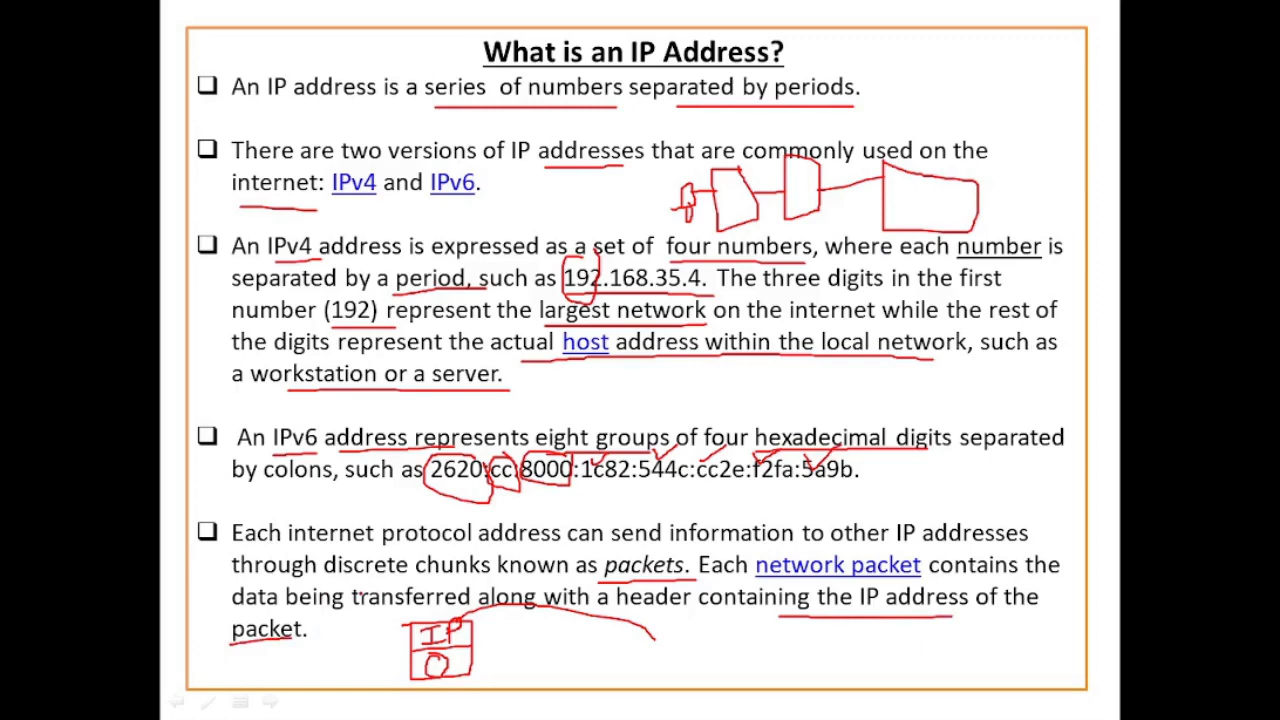 What is an IP Address?
❑ An IP address is a series of numbers separated by periods.
❑ There are two versions of IP addresses that are commonly used on the
internet: IPv4 and IPv6.
❑ An IPv4 address is expressed as a set of four numbers, where each number is
separated by a period, such as 192.168.35.4. The three digits in the first
number (192) represent the largest network on the internet while the rest of
the digits represent the actual host address within the local network, such as
a workstation or a server.
❑ An IPv6 address represents eight groups of four hexadecimal digits separated
by colons, such as 2620:cc:8000:1c82:544c:cc2e:f2fa:5a9b.
❑ Each internet protocol address can send information to other IP addresses
through discrete chunks known as packets. Each network packet contains the
data being transferred along with a header containing the IP address of the
packet.
IP
D